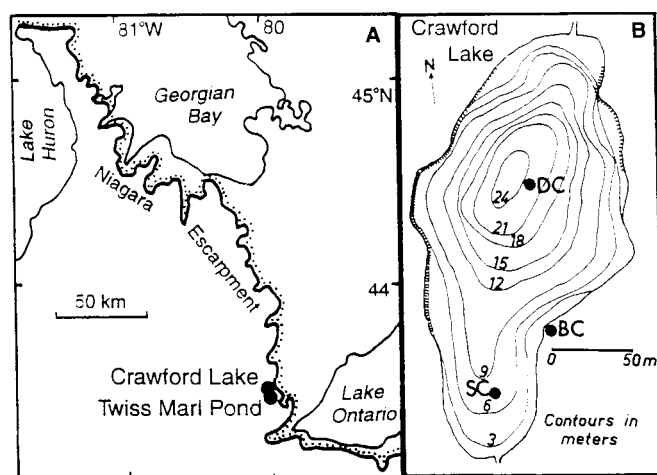 81°W
80
A
Georgian
Bay
45°N
Lake
Huron
Niagara
Escarpment
44
50 km
Crawford Lake
Twiss Marl Pond
Lake
Ontario
Crawford
Lake
B
N
DC
24
21
18
15
12
BC
0 50m
9
SC
6
3
Contours in
meters